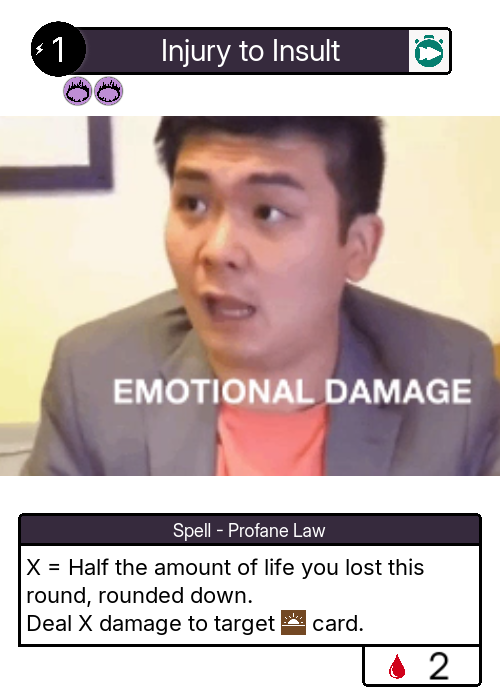 1
Injury to Insult
EMOTIONAL DAMAGE
Spell - Profane Law
X = Half the amount of life you lost this
round, rounded down.
Deal X damage to target card.
2